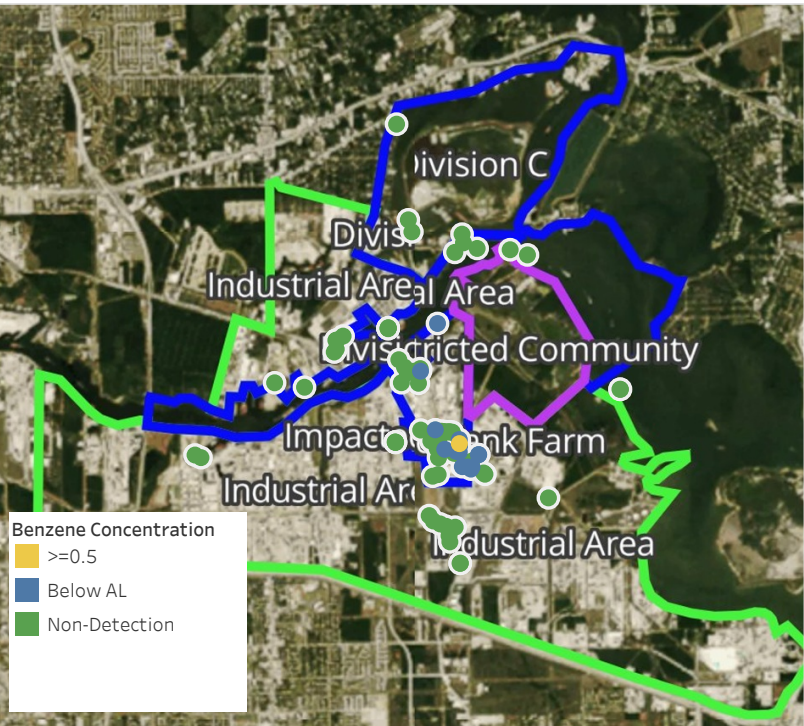 Division C
Divis
Industrial Area
al Area
Divisi
tricted Community
Impact
nk Farm
Industrial Are
Industrial Area
Benzene Concentration
>=0.5
Below AL
Non-Detection